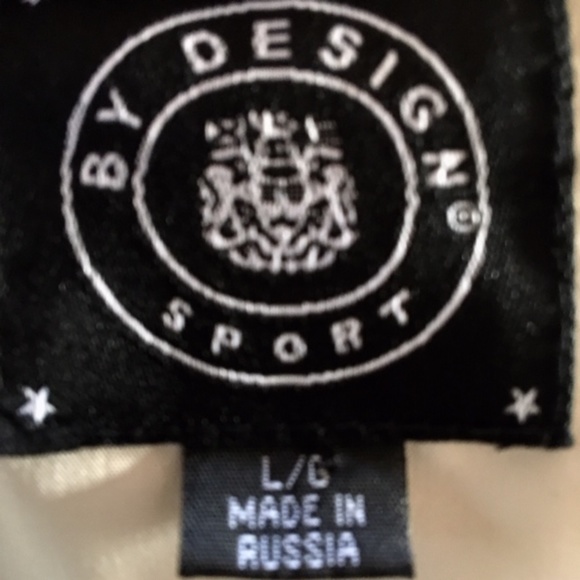 BY DESIGN ®
SPORT
L/G
MADE IN
RUSSIA